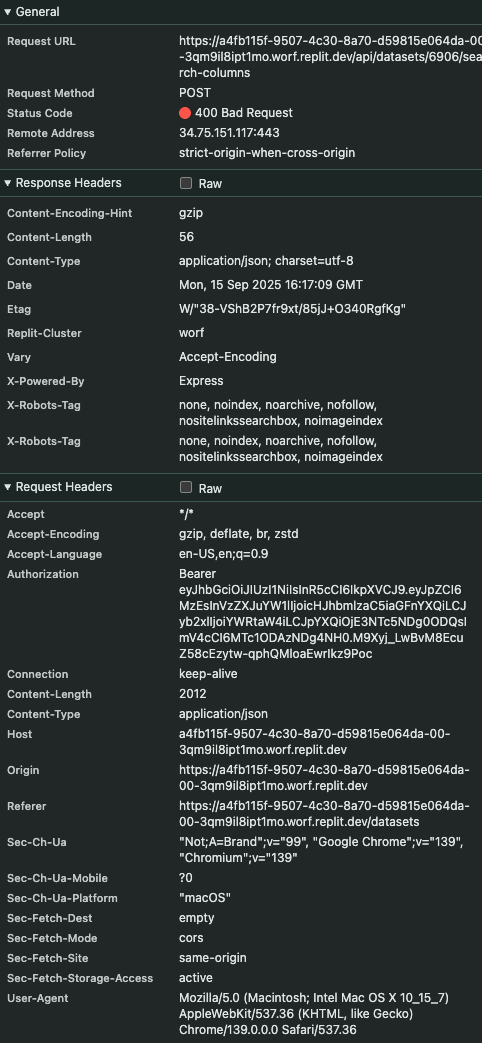 General
Request URL
https://a4fb115f-9507-4c30-8a70-d59815e064da-00
-3qm9il8ipt1mo.worf.replit.dev/api/datasets/6906/sea
rch-columns
Request Method
POST
Status Code
400 Bad Request
Remote Address
34.75.151.117:443
Referrer Policy
strict-origin-when-cross-origin
Response Headers
Raw
Content-Encoding-Hint
gzip
Content-Length
56
Content-Type
application/json; charset=utf-8
Date
Mon, 15 Sep 2025 16:17:09 GMT
Etag
W/"38-VShB2P7fr9xt/85jJ+O340RgfKg"
Replit-Cluster
worf
Vary
Accept-Encoding
X-Powered-By
Express
X-Robots-Tag
none, noindex, noarchive, nofollow,
nositelinkssearchbox, noimageindex
X-Robots-Tag
none, noindex, noarchive, nofollow,
nositelinkssearchbox, noimageindex
Request Headers
Raw
Accept
*/*
Accept-Encoding
gzip, deflate, br, zstd
Accept-Language
en-US,en;q=0.9
Authorization
Bearer
eyJhbGciOiJIUzI1NiIsInR5cCI6IkpXVCJ9.eyJpZCI6
MzEsInVzZXJuYW1lIjoicHJhbmlzaC5iaGFnYXQiLCJ
yb2xlIjoiYWRtaW4iLCJpYXQiOjE3NTc5NDg0ODQsI
mV4cCI6MTc1ODAzNDg4NH0.M9Xyj_LwBvM8Ecu
Z58cEzytw-qphQMloaEwrIkz9Poc
Connection
keep-alive
Content-Length
2012
Content-Type
application/json
Host
a4fb115f-9507-4c30-8a70-d59815e064da-00-
3qm9il8ipt1mo.worf.replit.dev
Origin
https://a4fb115f-9507-4c30-8a70-d59815e064da-
00-3qm9il8ipt1mo.worf.replit.dev
Referer
https://a4fb115f-9507-4c30-8a70-d59815e064da-
00-3qm9il8ipt1mo.worf.replit.dev/datasets
Sec-Ch-Ua
"Not;A=Brand";v="99", "Google Chrome";v="139",
"Chromium";v="139"
Sec-Ch-Ua-Mobile
?0
Sec-Ch-Ua-Platform
"macOS"
Sec-Fetch-Dest
empty
Sec-Fetch-Mode
cors
Sec-Fetch-Site
same-origin
Sec-Fetch-Storage-Access
active
User-Agent
Mozilla/5.0 (Macintosh; Intel Mac OS X 10_15_7)
AppleWebKit/537.36 (KHTML, like Gecko)
Chrome/139.0.0.0 Safari/537.36